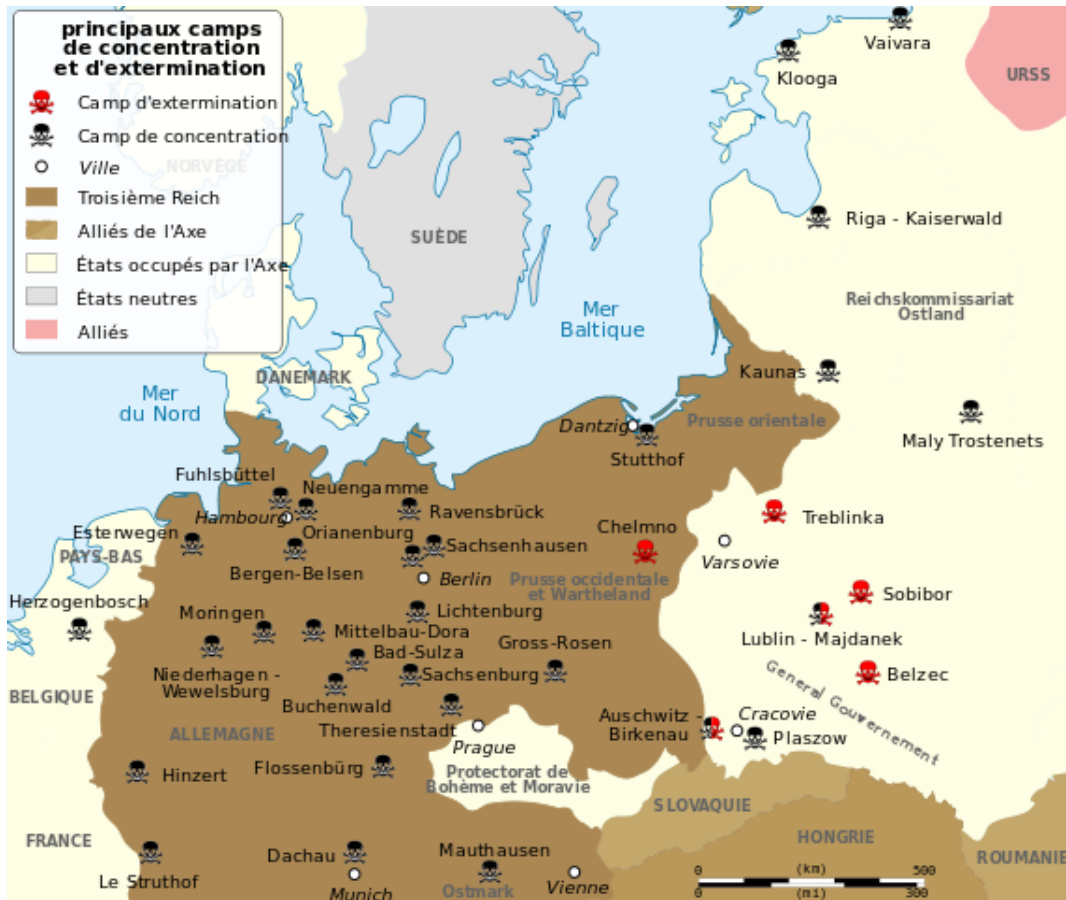 principaux camps
de concentration
et d'extermination
Camp d'extermination
Camp de concentration
Ville
Troisième Reich
Alliés de l'Axe
États occupés par l'Axe
États neutres
Alliés
NORVÈGE
Vaivara
Klooga
URSS
SUÈDE
Riga - Kaiserwald
Reichskommissariat
Ostland
Mer
Baltique
DANEMARK
Kaunas
Mer
du Nord
Dantzig
Prusse orientale
Maly Trostenets
Stutthof
Fuhlsbüttel
Neuengamme
Hambourg
Ravensbrück
Chelmno
Treblinka
Esterwegen
Orianenburg
Sachsenhausen
PAYS-BAS
Bergen-Belsen
Varsovie
Berlin
Prusse occidentale
et Wartheland
Sobibor
Herzogenbosch
Moringen
Lichtenburg
Mittelbau-Dora
Gross-Rosen
Lublin - Majdanek
Bad-Sulza
Niederhagen -
Wewelsburg
Sachsenburg
Belzec
BELGIQUE
Buchenwald
General Gouvernement
Theresienstadt
Auschwitz -
Birkenau
Cracovie
Plaszow
ALLEMAGNE
Prague
Hinzert
Flossenbürg
Protectorat de
Bohème et Moravie
SLOVAQUIE
FRANCE
HONGRIE
ROUMANIE
Le Struthof
Dachau
Mauthausen
Munich
Ostmark
Vienne
0 (km) 500
0 (mi) 300